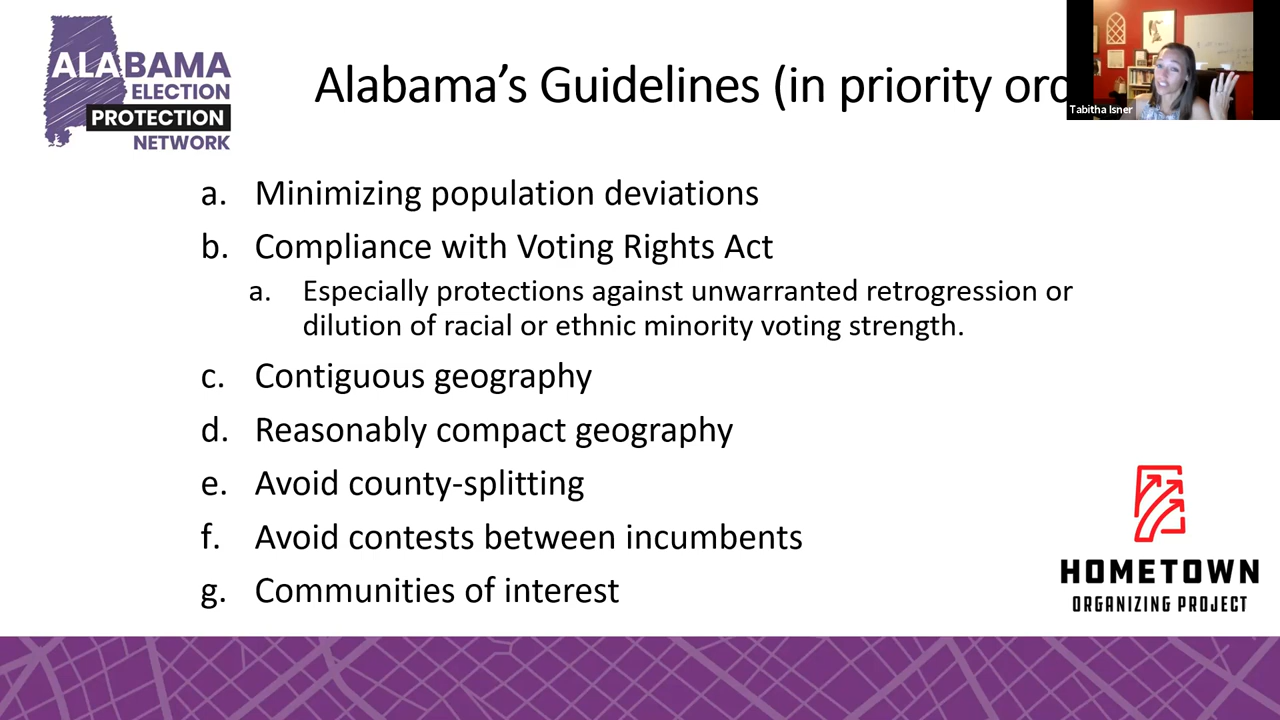 ALABAMA
ELECTION
PROTECTION
NETWORK
Alabama’s Guidelines (in priority
Tabitha Isner
a. Minimizing population deviations
b. Compliance with Voting Rights Act
a. Especially protections against unwarranted retrogression or
dilution of racial or ethnic minority voting strength.
c. Contiguous geography
d. Reasonably compact geography
e. Avoid county-splitting
f. Avoid contests between incumbents
g. Communities of interest
HOMETOWN
ORGANIZING PROJECT